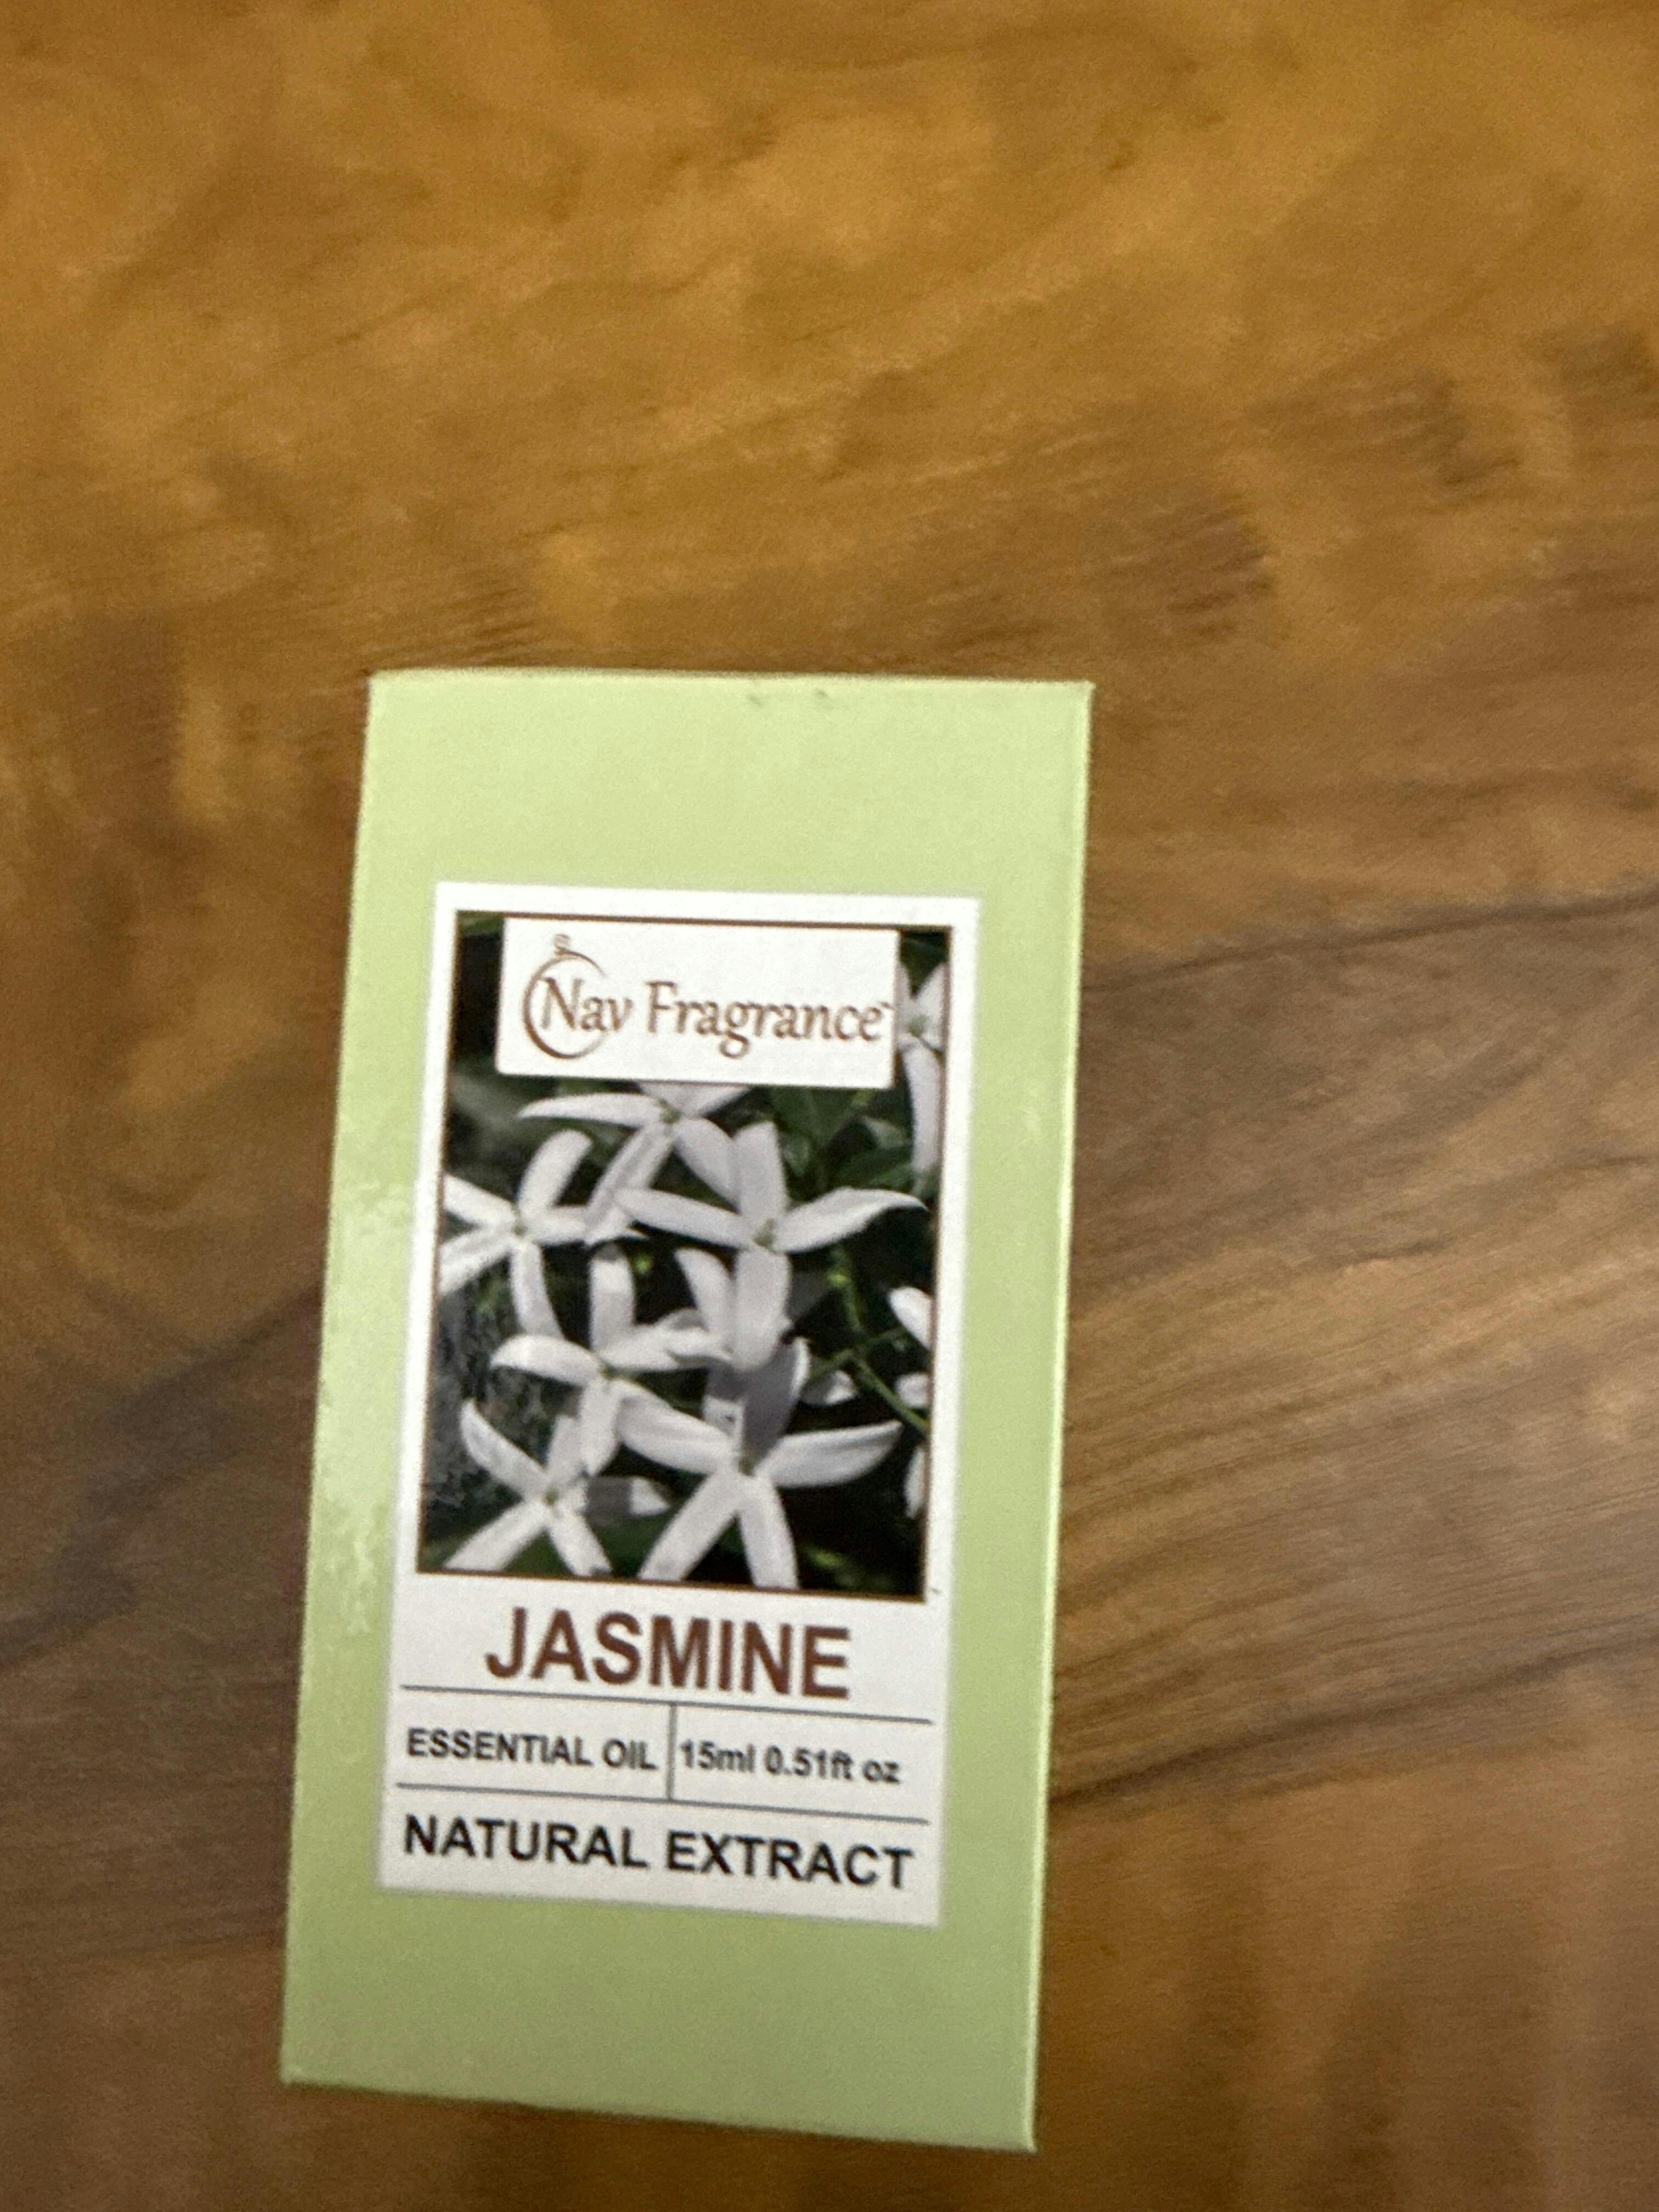 Nav Fragrance
JASMINE
ESSENTIAL OIL 15ml 0.51ft oz
NATURAL EXTRACT